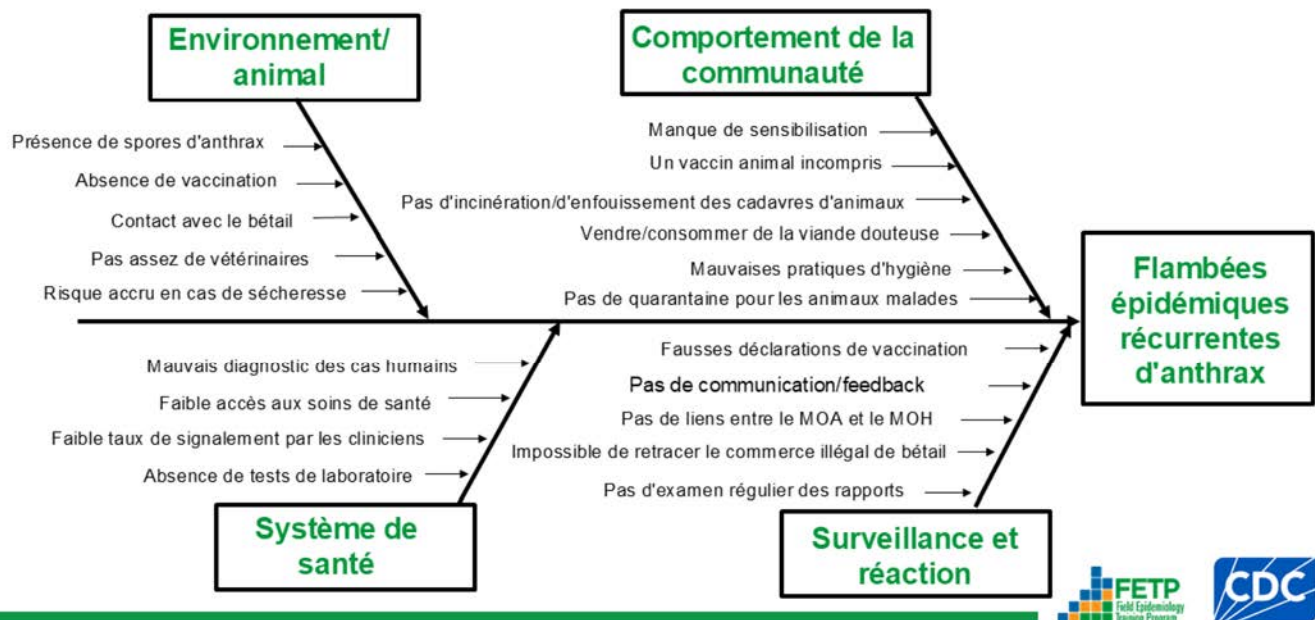 Environnement/
animal
Présence de spores d'anthrax
Absence de vaccination
Contact avec le bétail
Pas assez de vétérinaires
Risque accru en cas de sécheresse
Comportement de la
communauté
Manque de sensibilisation
Un vaccin animal incompris
Pas d'incinération/d'enfouissement des cadavres d'animaux
Vendre/consommer de la viande douteuse
Mauvaises pratiques d'hygiène
Pas de quarantaine pour les animaux malades
Flambées
épidémiques
récurrentes
d'anthrax
Mauvais diagnostic des cas humains
Faible accès aux soins de santé
Faible taux de signalement par les cliniciens
Absence de tests de laboratoire
Système de
santé
Fausses déclarations de vaccination
Pas de communication/feedback
Pas de liens entre le MOA et le MOH
Impossible de retracer le commerce illégal de bétail
Pas d'examen régulier des rapports
Surveillance et
réaction
FETP
Field Epidemiology
Training Program
CDC